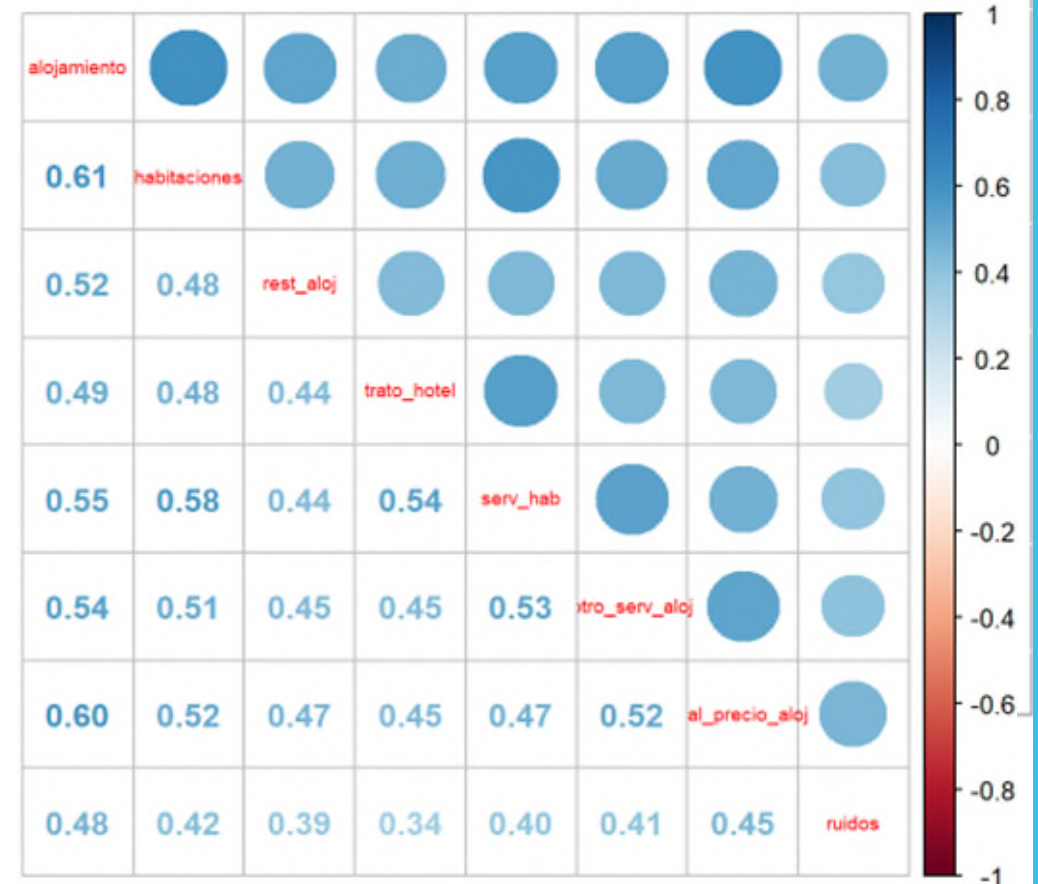 alojamiento
0.61 habitaciones
0.52 0.48 rest_aloj
0.49 0.48 0.44 trato_hotel
0.55 0.58 0.44 0.54 serv_hab
0.54 0.51 0.45 0.45 0.53 otro_serv_aloj
0.60 0.52 0.47 0.45 0.47 0.52 al_precio_aloj
0.48 0.42 0.39 0.34 0.40 0.41 0.45 ruidos
1
0.8
0.6
0.4
0.2
0
-0.2
-0.4
-0.6
-0.8
-1